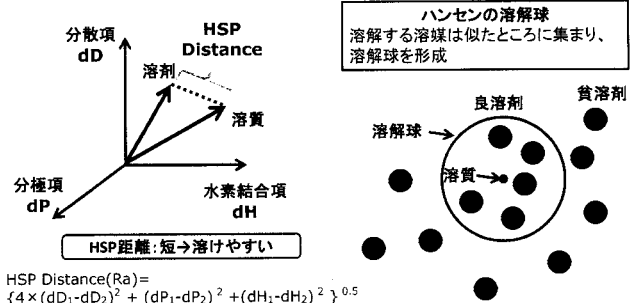 分散項
dD
HSP
Distance
溶剤
溶質
分極項
dP
水素結合項
dH
HSP距離:短→溶けやすい
HSP Distance(Ra)=
{4×(dD₁-dD₂)² + (dP₁-dP₂)² +(dH₁-dH₂)² }⁰·⁵
ハンセンの溶解球
溶解する溶媒は似たところに集まり、
溶解球を形成
良溶剤
貧溶剤
溶解球
溶質